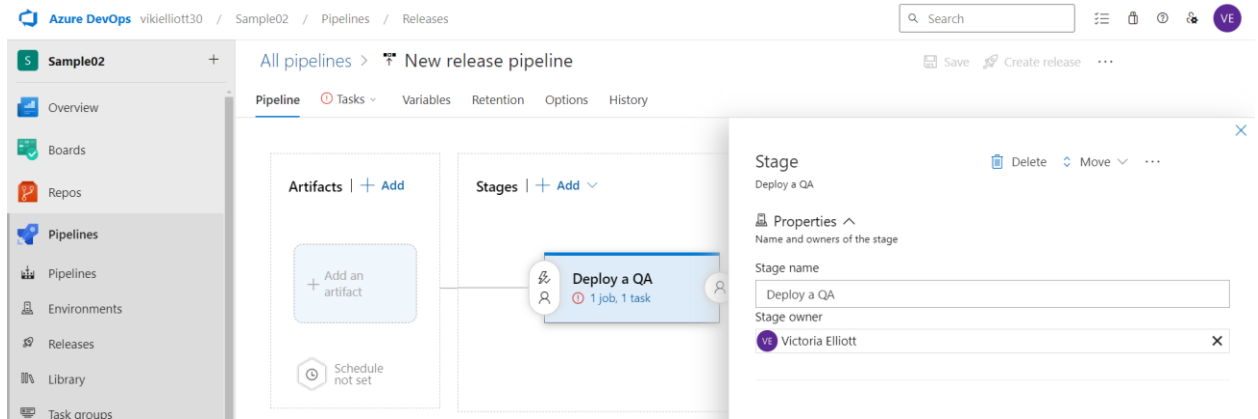 Azure DevOps vikielliott30 / Sample02 / Pipelines / Releases
Search
VE
S Sample02 +
Overview
Boards
Repos
Pipelines
Pipelines
Environments
Releases
Library
Task groups
All pipelines > New release pipeline
Save Create release ...
Pipeline Tasks Variables Retention Options History
Artifacts | + Add
Stages | + Add
+ Add an
artifact
Schedule
not set
Deploy a QA
1 job, 1 task
Stage
Delete Move ...
Deploy a QA
Properties
Name and owners of the stage
Stage name
Deploy a QA
Stage owner
VE Victoria Elliott